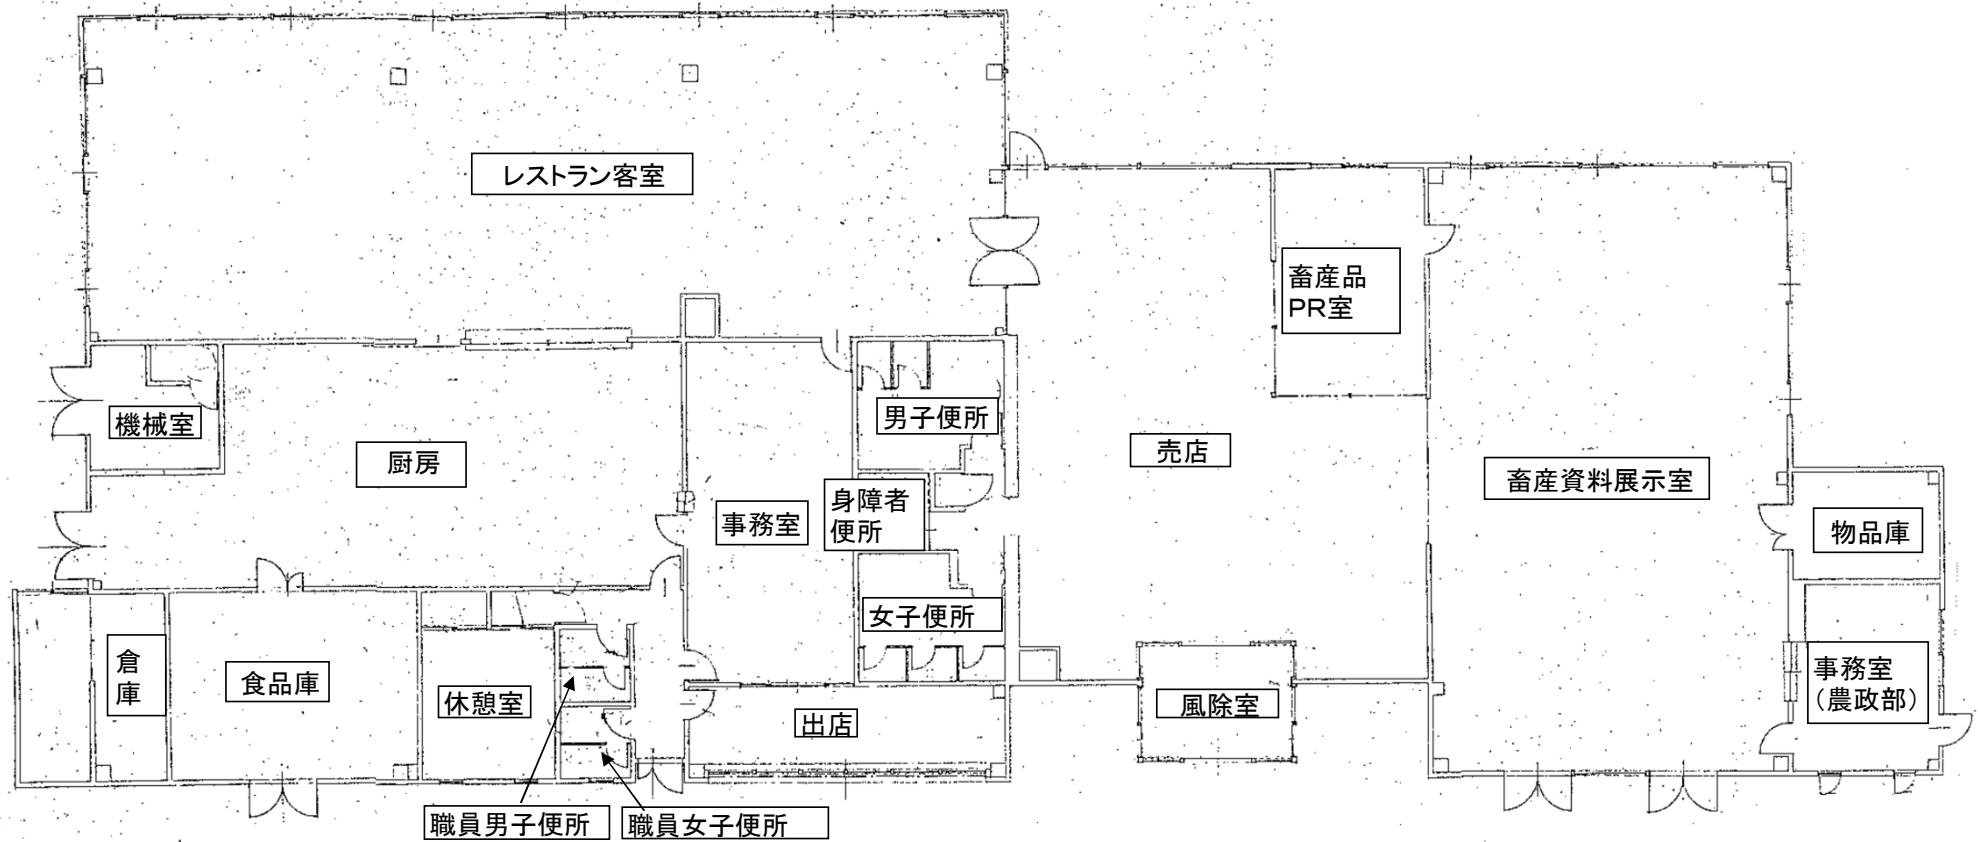 レストラン客室
畜産品
PR室
機械室
男子便所
厨房
売店
畜産資料展示室
身障者
便所
事務室
物品庫
女子便所
倉
庫
食品庫
休憩室
事務室
（農政部）
風除室
出店
職員男子便所
職員女子便所